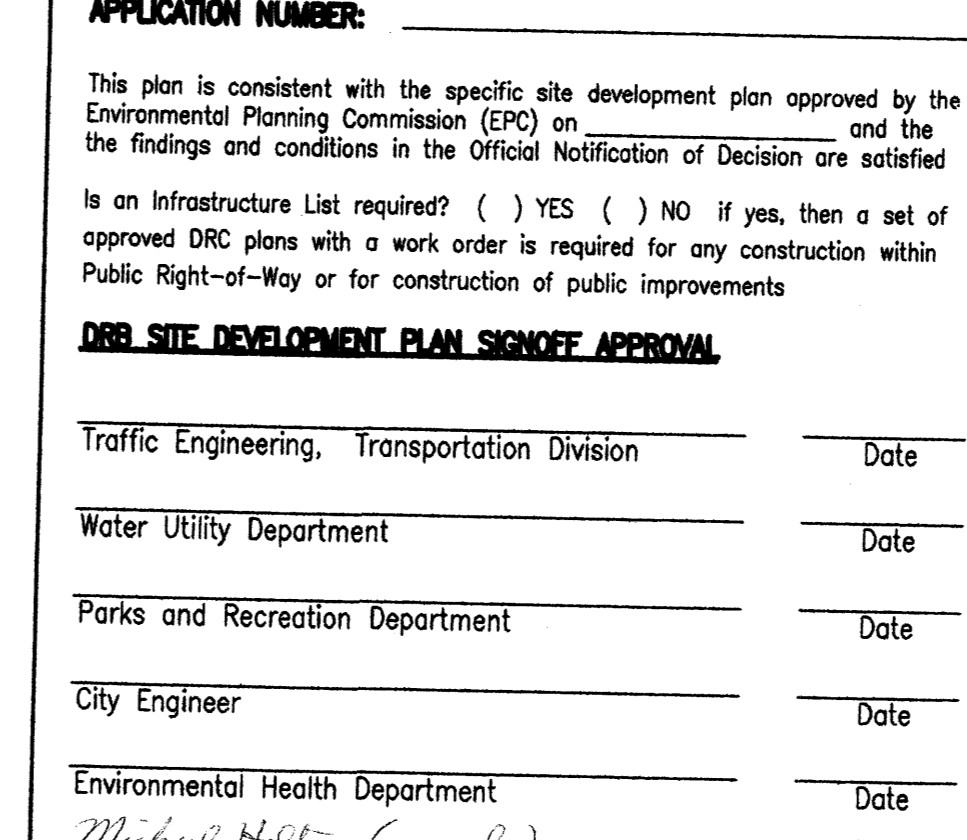 APPLICATION NUMBER: ____________
This plan is consistent with the specific site development plan approved by the
Environmental Planning Commission (EPC) on ____________ and the
the findings and conditions in the Official Notification of Decision are satisfied
Is an Infrastructure List required? ( ) YES ( ) NO if yes, then a set of
approved DRC plans with a work order is required for any construction within
Public Right-of-Way or for construction of public improvements
DRB SITE DEVELOPMENT PLAN SIGNOFF APPROVAL
Traffic Engineering, Transportation Division Date
Water Utility Department Date
Parks and Recreation Department Date
City Engineer Date
Environmental Health Department Date